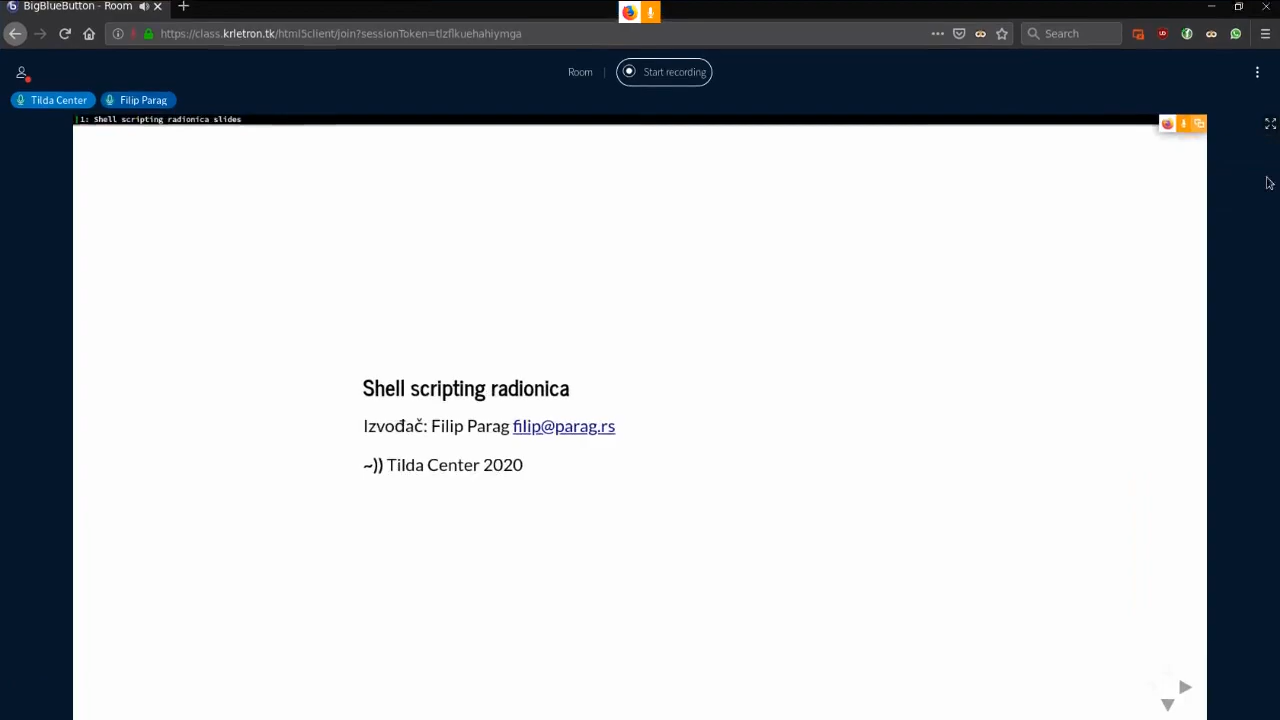 BigBlueButton - Room
https://class.krletron.tk/html5client/join?sessionToken=tlzflkuehahiymga
Search
Room
Start recording
Tilda Center
Filip Parag
1: Shell scripting radionica slides
Shell scripting radionica
Izvođač: Filip Parag filip@parag.rs
~)) Tilda Center 2020